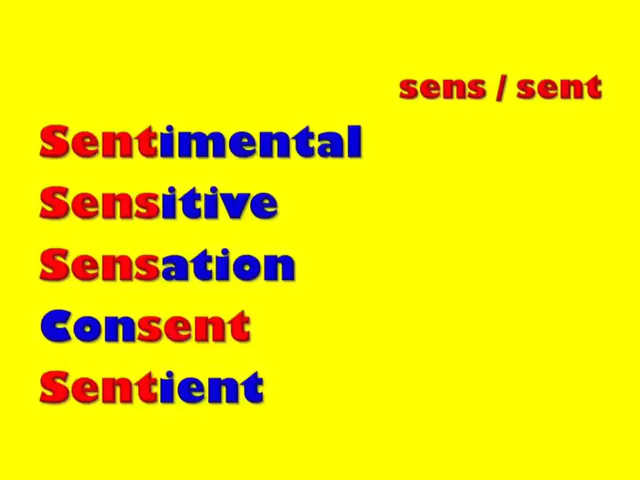 sens / sent
Sentimental
Sensitive
Sensation
Consent
Sentient